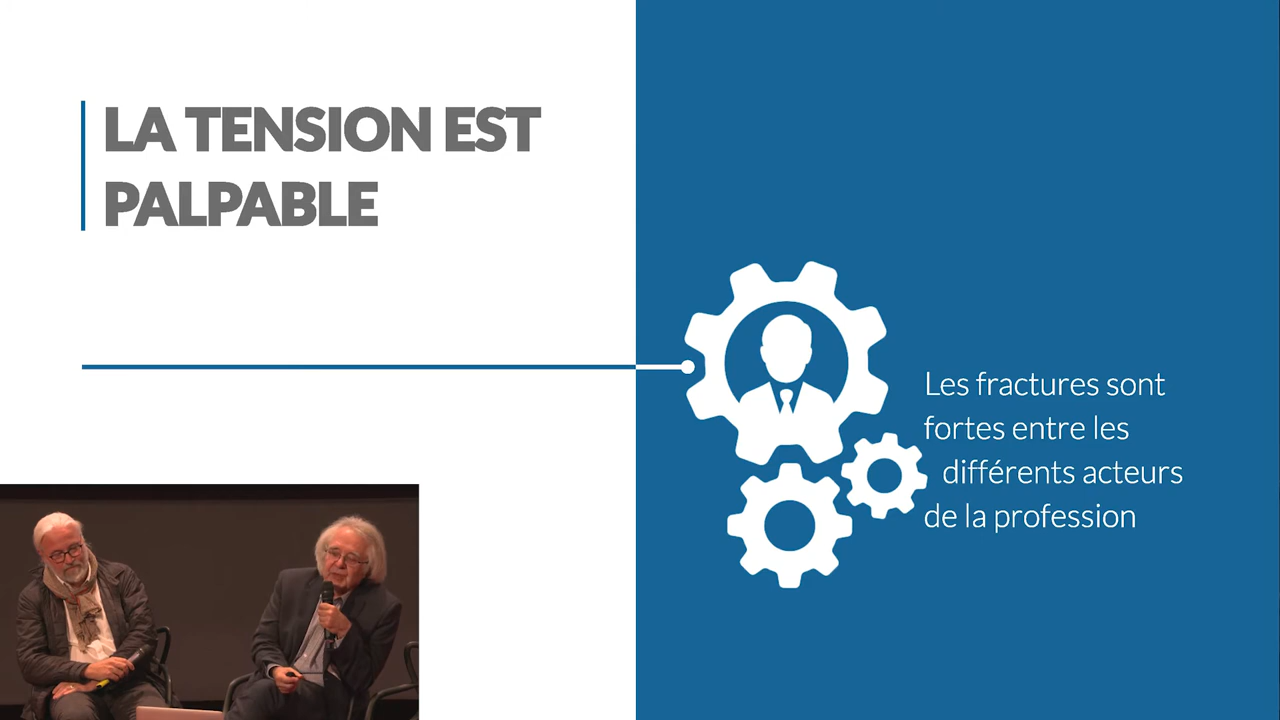 LA TENSION EST
PALPABLE
Les fractures sont
fortes entre les
différents acteurs
de la profession